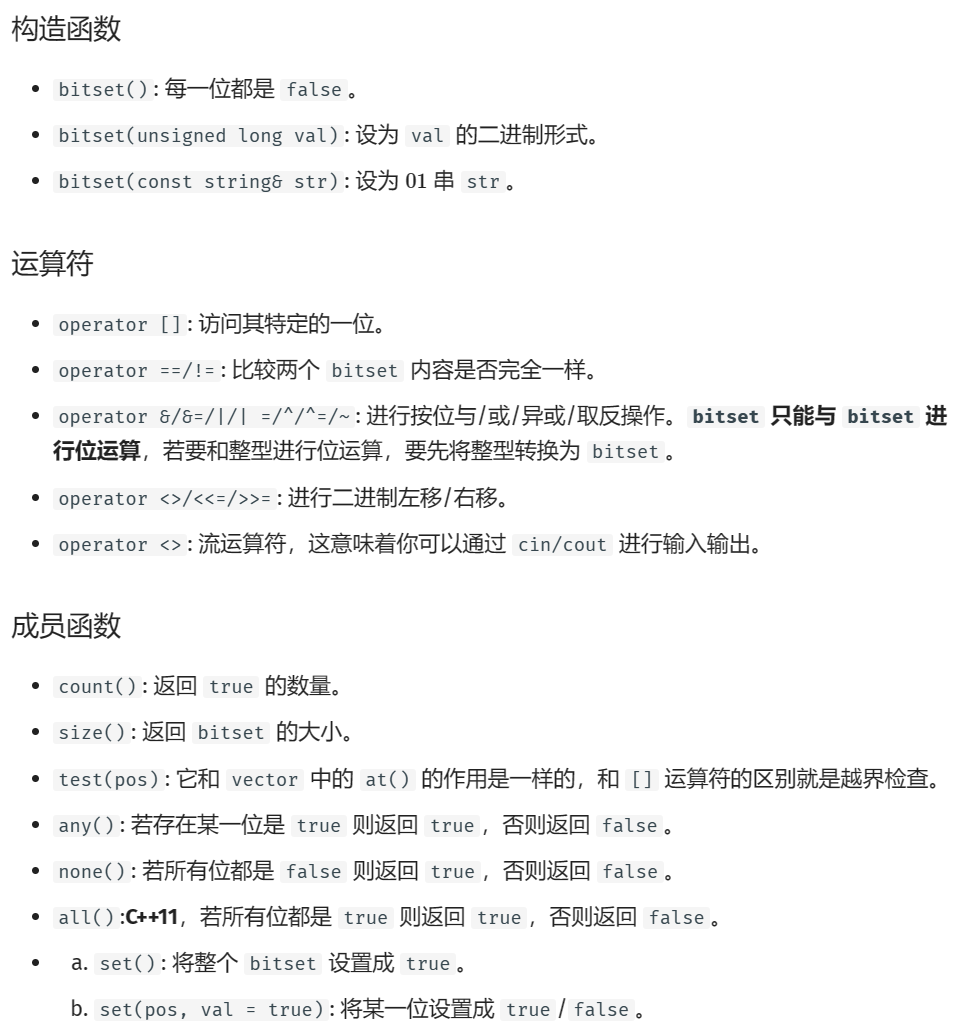 构造函数
• bitset(): 每一位都是 false。
• bitset(unsigned long val): 设为 val 的二进制形式。
• bitset(const string& str): 设为 01 串 str。
运算符
• operator []: 访问其特定的一位。
• operator ==/!=: 比较两个 bitset 内容是否完全一样。
• operator &/&=/|/| =/^/^=/~: 进行按位与/或/异或/取反操作。 bitset 只能与 bitset 进
行位运算，若要和整型进行位运算，要先将整型转换为 bitset。
• operator <>/<<=/>>=: 进行二进制左移/右移。
• operator <>: 流运算符，这意味着你可以通过 cin/cout 进行输入输出。
成员函数
• count(): 返回 true 的数量。
• size(): 返回 bitset 的大小。
• test(pos): 它和 vector 中的 at() 的作用是一样的，和 [] 运算符的区别就是越界检查。
• any(): 若存在某一位是 true 则返回 true，否则返回 false。
• none(): 若所有位都是 false 则返回 true，否则返回 false。
• all():C++11，若所有位都是 true 则返回 true，否则返回 false。
• a. set(): 将整个 bitset 设置成 true。
b. set(pos, val = true): 将某一位设置成 true/false。